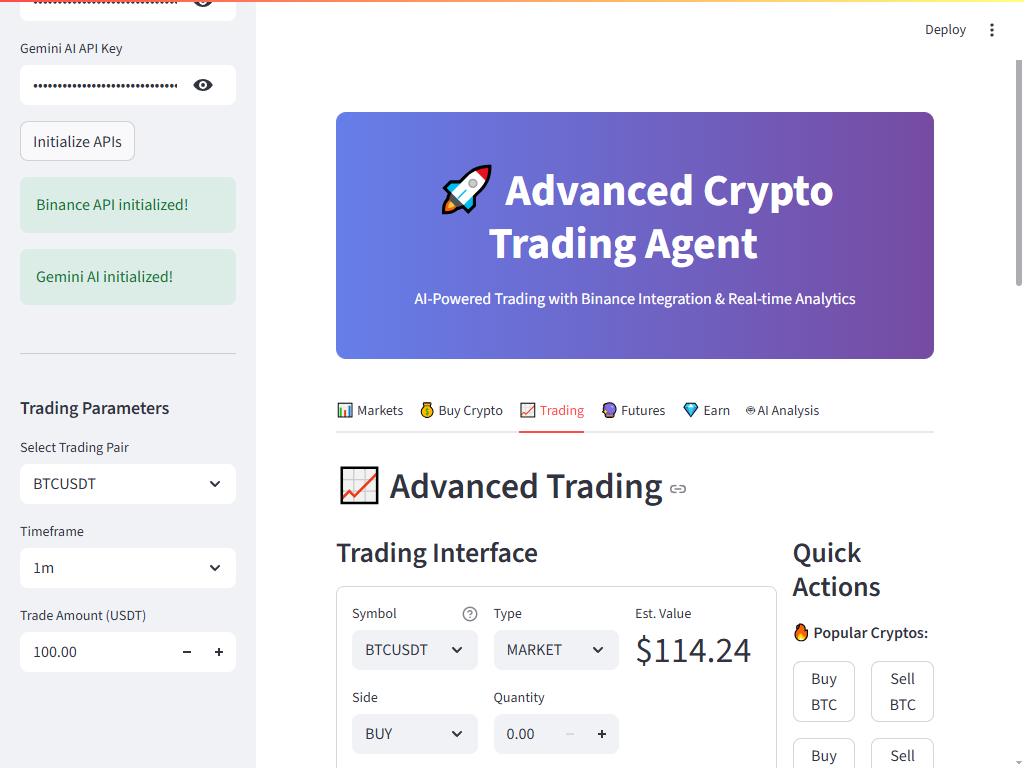 Gemini AI API Key
••••••••••••••••••••••••••••••
Initialize APIs
Binance API initialized!
Gemini AI initialized!
Trading Parameters
Select Trading Pair
BTCUSDT
Timeframe
1m
Trade Amount (USDT)
100.00
Deploy
Advanced Crypto
Trading Agent
AI-Powered Trading with Binance Integration & Real-time Analytics
Markets
Buy Crypto
Trading
Futures
Earn
AI Analysis
Advanced Trading
Trading Interface
Symbol
Type
Est. Value
BTCUSDT
MARKET
$114.24
Side
Quantity
BUY
0.00
Quick
Actions
Popular Cryptos:
Buy
BTC
Sell
BTC
Buy
Sell